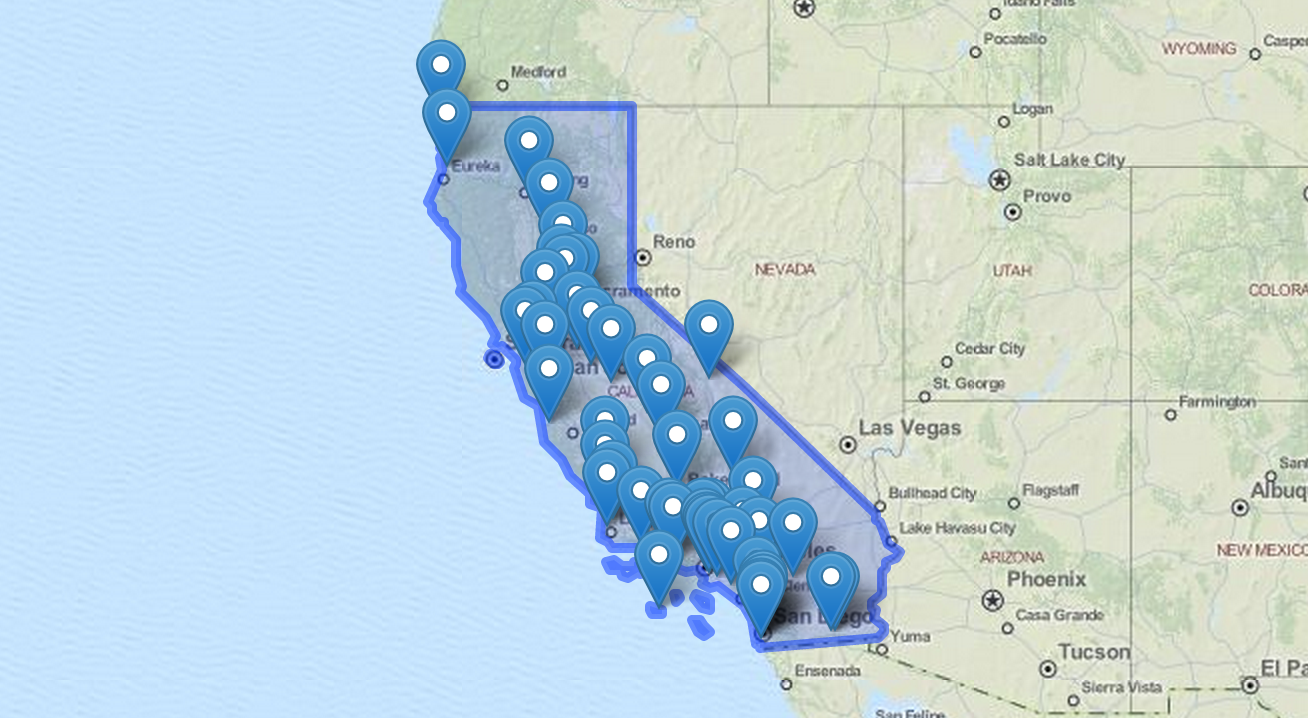 Idaho Falls
Pocatello
WYOMING
Casper
Medford
Logan
Salt Lake City
Eureka
Provo
Reno
NEVADA
UTAH
COLORA
Cedar City
St. George
Farmington
Las Vegas
Bullhead City
Flagstaff
Albuq
Lake Havasu City
ARIZONA
NEW MEXICO
Phoenix
Casa Grande
San Diego
Yuma
Tucson
Ensenada
El Pa
Sierra Vista
San Felipe